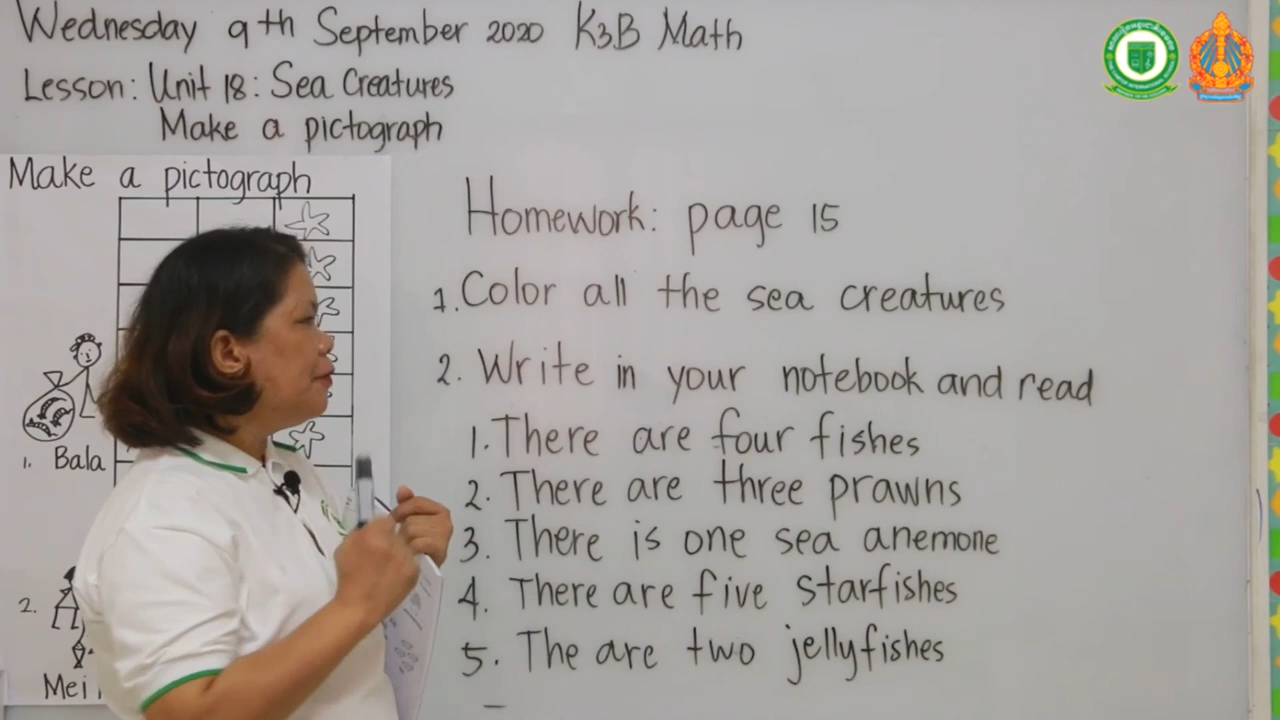 Wednesday 9th September 2020 K3B Math
Lesson: Unit 18: Sea Creatures
Make a pictograph
Make a pictograph
1. Bala
2.
Mei
Homework: page 15
1. Color all the sea creatures
2. Write in your notebook and read
1. There are four fishes
2. There are three prawns
3. There is one sea anemone
4. There are five starfishes
5. The are two jellyfishes